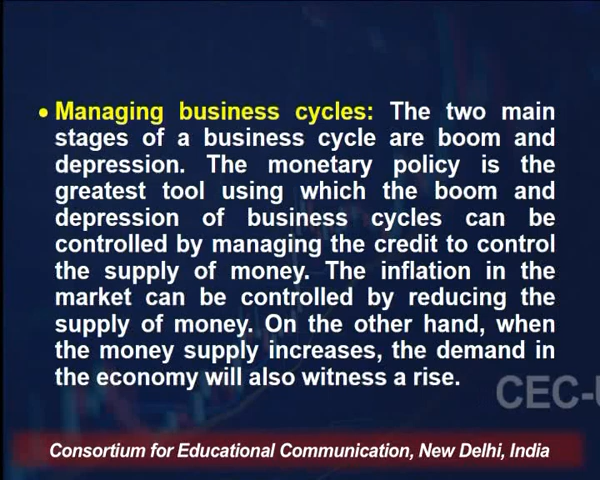 • Managing business cycles: The two main
stages of a business cycle are boom and
depression. The monetary policy is the
greatest tool using which the boom and
depression of business cycles can be
controlled by managing the credit to control
the supply of money. The inflation in the
market can be controlled by reducing the
supply of money. On the other hand, when
the money supply increases, the demand in
the economy will also witness a rise.
CEC-U
Consortium for Educational Communication, New Delhi, India